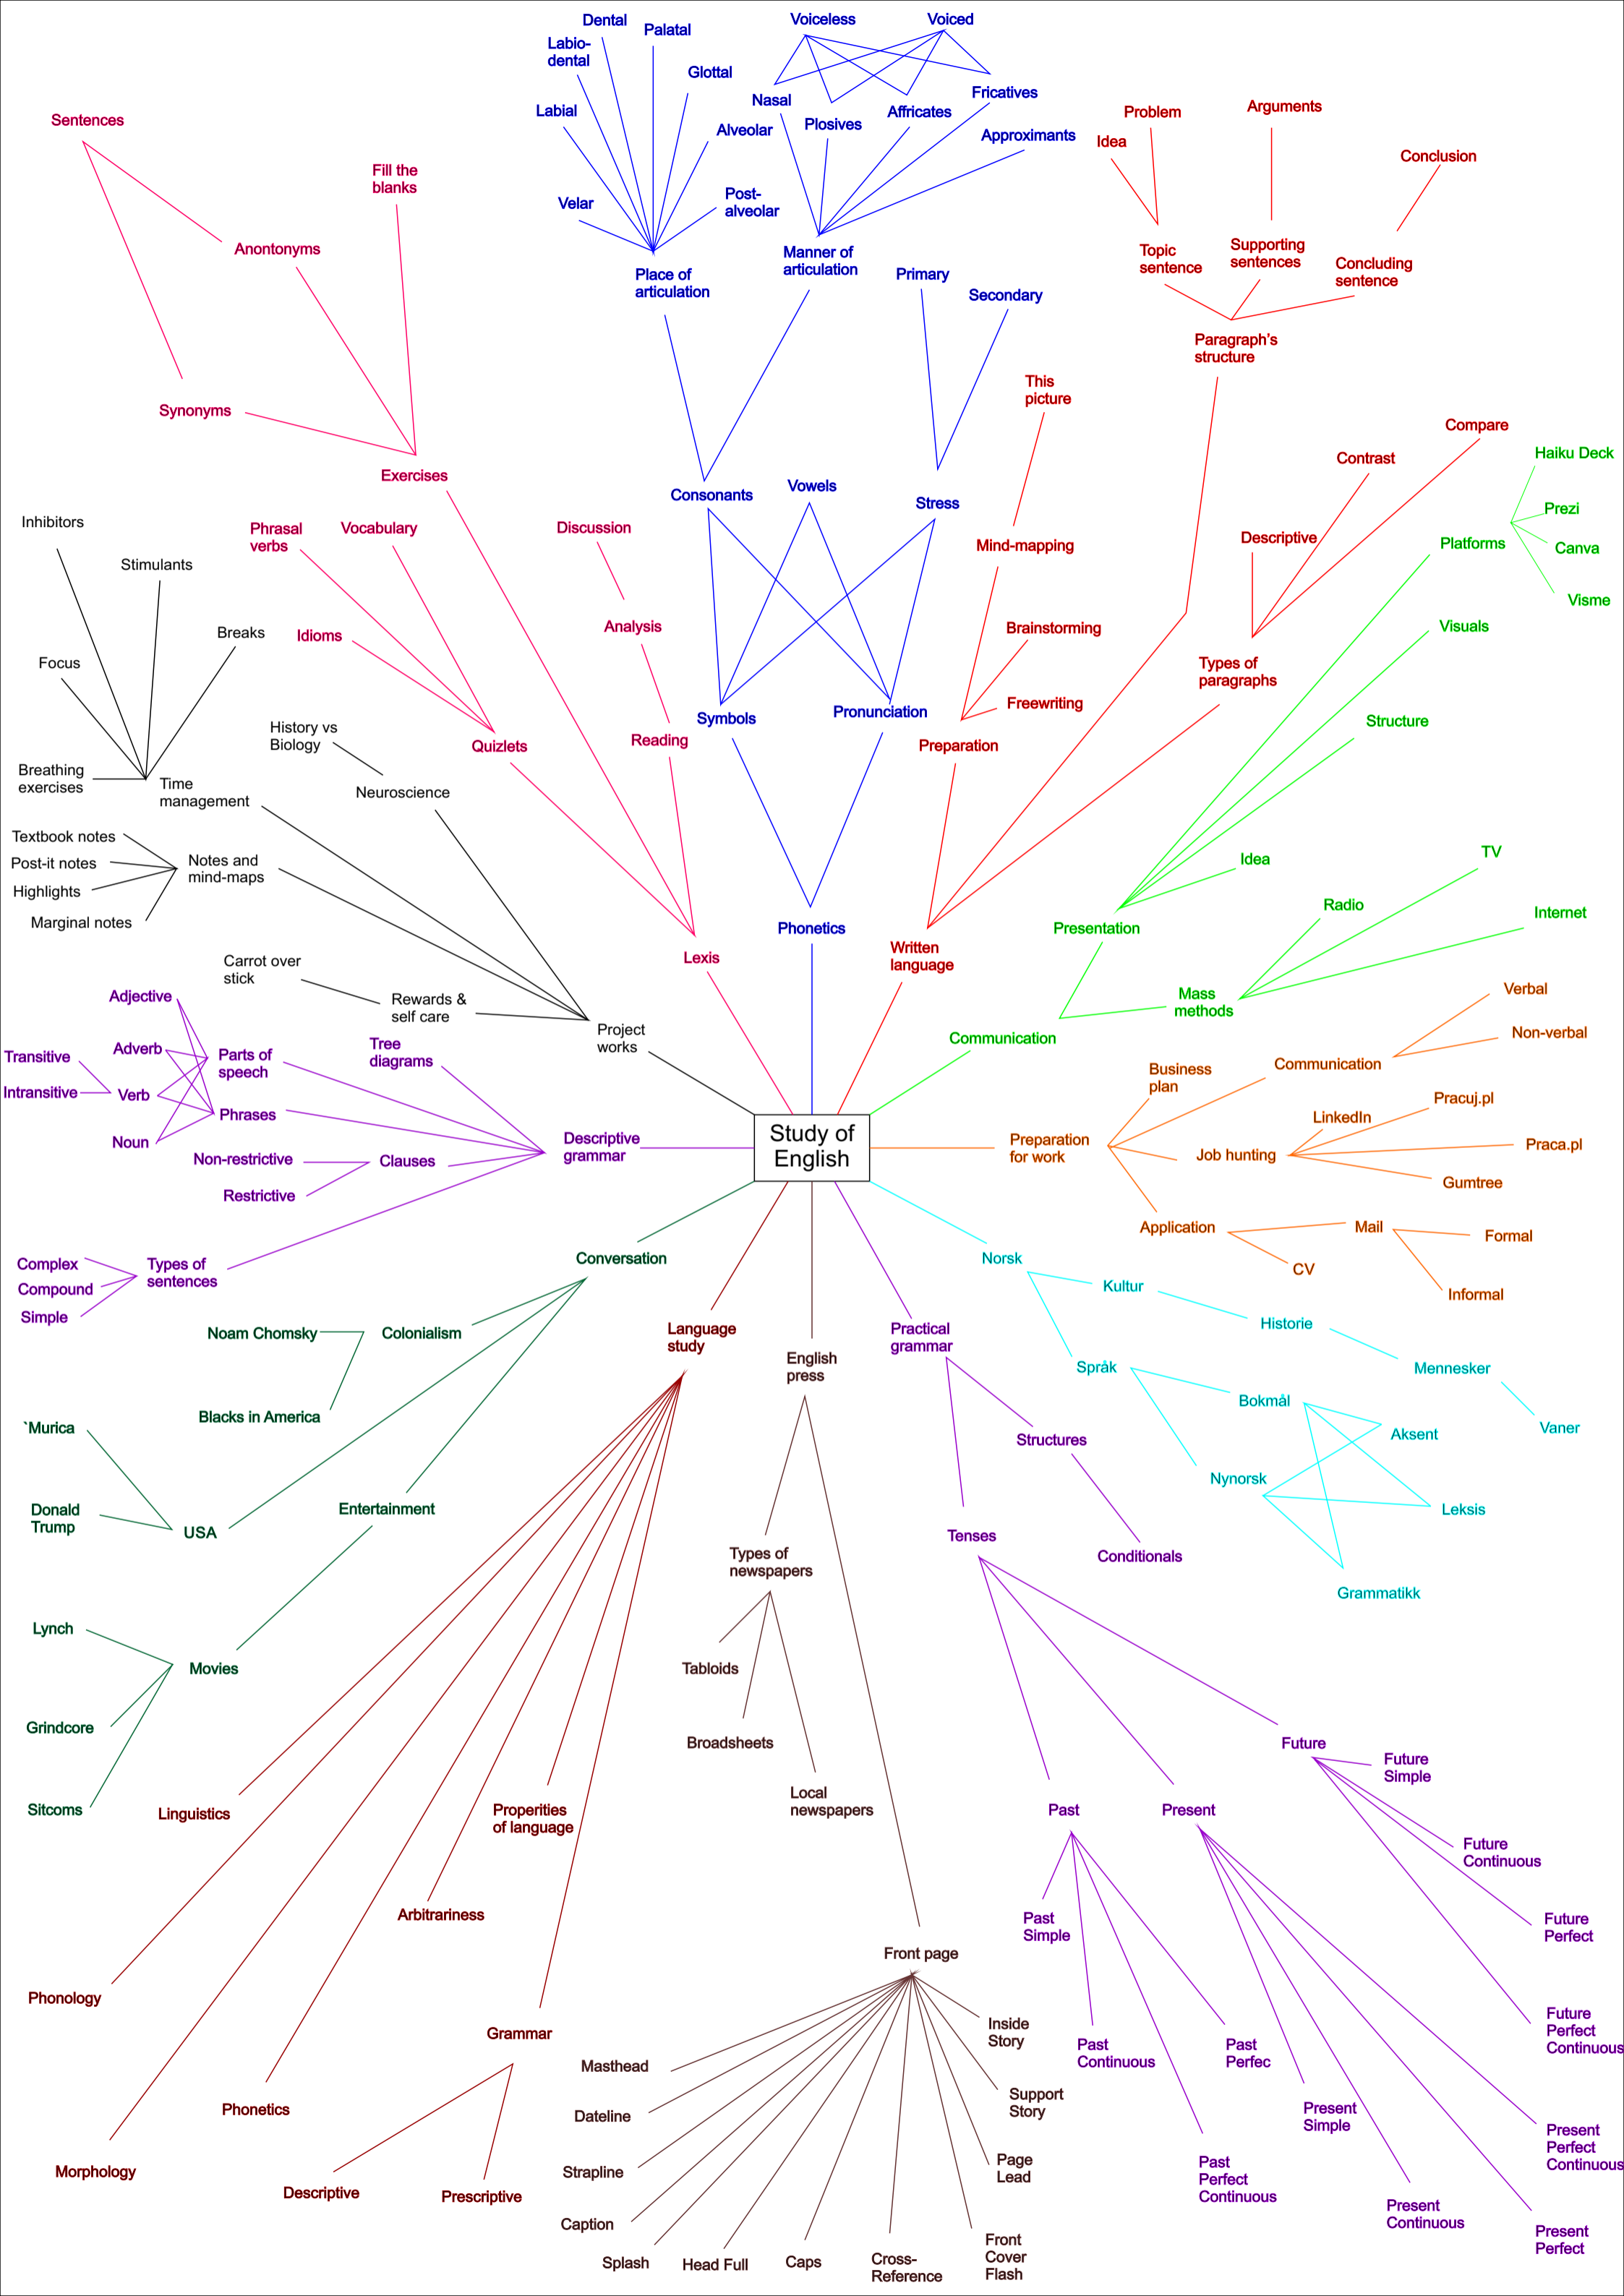 Dental
Palatal
Voiceless
Voiced
Labio-
dental
Glottal
Nasal
Fricatives
Labial
Plosives
Affricates
Alveolar
Approximants
Problem
Arguments
Idea
Conclusion
Sentences
Fill the
blanks
Velar
Post-
alveolar
Anontonyms
Manner of
articulation
Place of
articulation
Primary
Secondary
Topic
sentence
Supporting
sentences
Concluding
sentence
Paragraph's
structure
Synonyms
This
picture
Compare
Exercises
Contrast
Haiku Deck
Consonants
Vowels
Stress
Prezi
Inhibitors
Phrasal
verbs
Vocabulary
Discussion
Mind-mapping
Descriptive
Platforms
Canva
Stimulants
Visme
Breaks
Idioms
Analysis
Brainstorming
Visuals
Focus
Types of
paragraphs
Symbols
Pronunciation
Freewriting
Structure
History vs
Biology
Quizlets
Reading
Preparation
Breathing
exercises
Time
management
Neuroscience
Textbook notes
Post-it notes
Highlights
Marginal notes
Notes and
mind-maps
Idea
TV
Radio
Internet
Phonetics
Presentation
Lexis
Written
language
Carrot over
stick
Rewards &
self care
Project
works
Mass
methods
Verbal
Communication
Non-verbal
Adjective
Tree
diagrams
Adverb
Transitive
Parts of
speech
Business
plan
Communication
Intransitive
Verb
Phrases
LinkedIn
Pracuj.pl
Noun
Descriptive
grammar
Study of
English
Preparation
for work
Job hunting
Praca.pl
Non-restrictive
Clauses
Restrictive
Gumtree
Application
Mail
Formal
Complex
Compound
Simple
Types of
sentences
Conversation
Norsk
CV
Kultur
Informal
Noam Chomsky
Colonialism
Language
study
English
press
Practical
grammar
Historie
Språk
Mennesker
Blacks in America
Bokmål
`Murica
Structures
Aksent
Vaner
Donald
Trump
USA
Entertainment
Nynorsk
Leksis
Tenses
Types of
newspapers
Conditionals
Grammatikk
Lynch
Movies
Tabloids
Grindcore
Broadsheets
Future
Future
Simple
Sitcoms
Linguistics
Properities
of language
Local
newspapers
Past
Present
Future
Continuous
Arbitrariness
Past
Simple
Future
Perfect
Front page
Phonology
Grammar
Inside
Story
Past
Continuous
Past
Perfec
Future
Perfect
Continuous
Masthead
Phonetics
Dateline
Support
Story
Present
Simple
Present
Perfect
Continuous
Morphology
Descriptive
Prescriptive
Strapline
Page
Lead
Past
Perfect
Continuous
Caption
Present
Continuous
Splash
Head Full
Caps
Cross-
Reference
Front
Cover
Flash
Present
Perfect